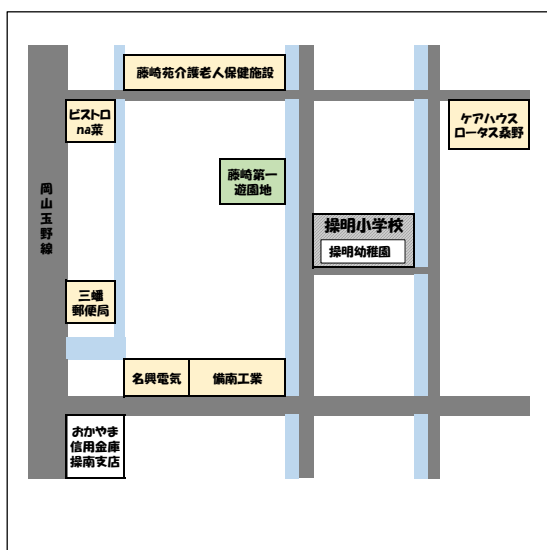 藤崎苑介護老人保健施設
ビストロ
na菜
ケアハウス
ロータス桑野
藤崎第一
遊園地
岡山玉野線
操明小学校
操明幼稚園
三蟠
郵便局
名興電気
備南工業
おかやま
信用金庫
操南支店